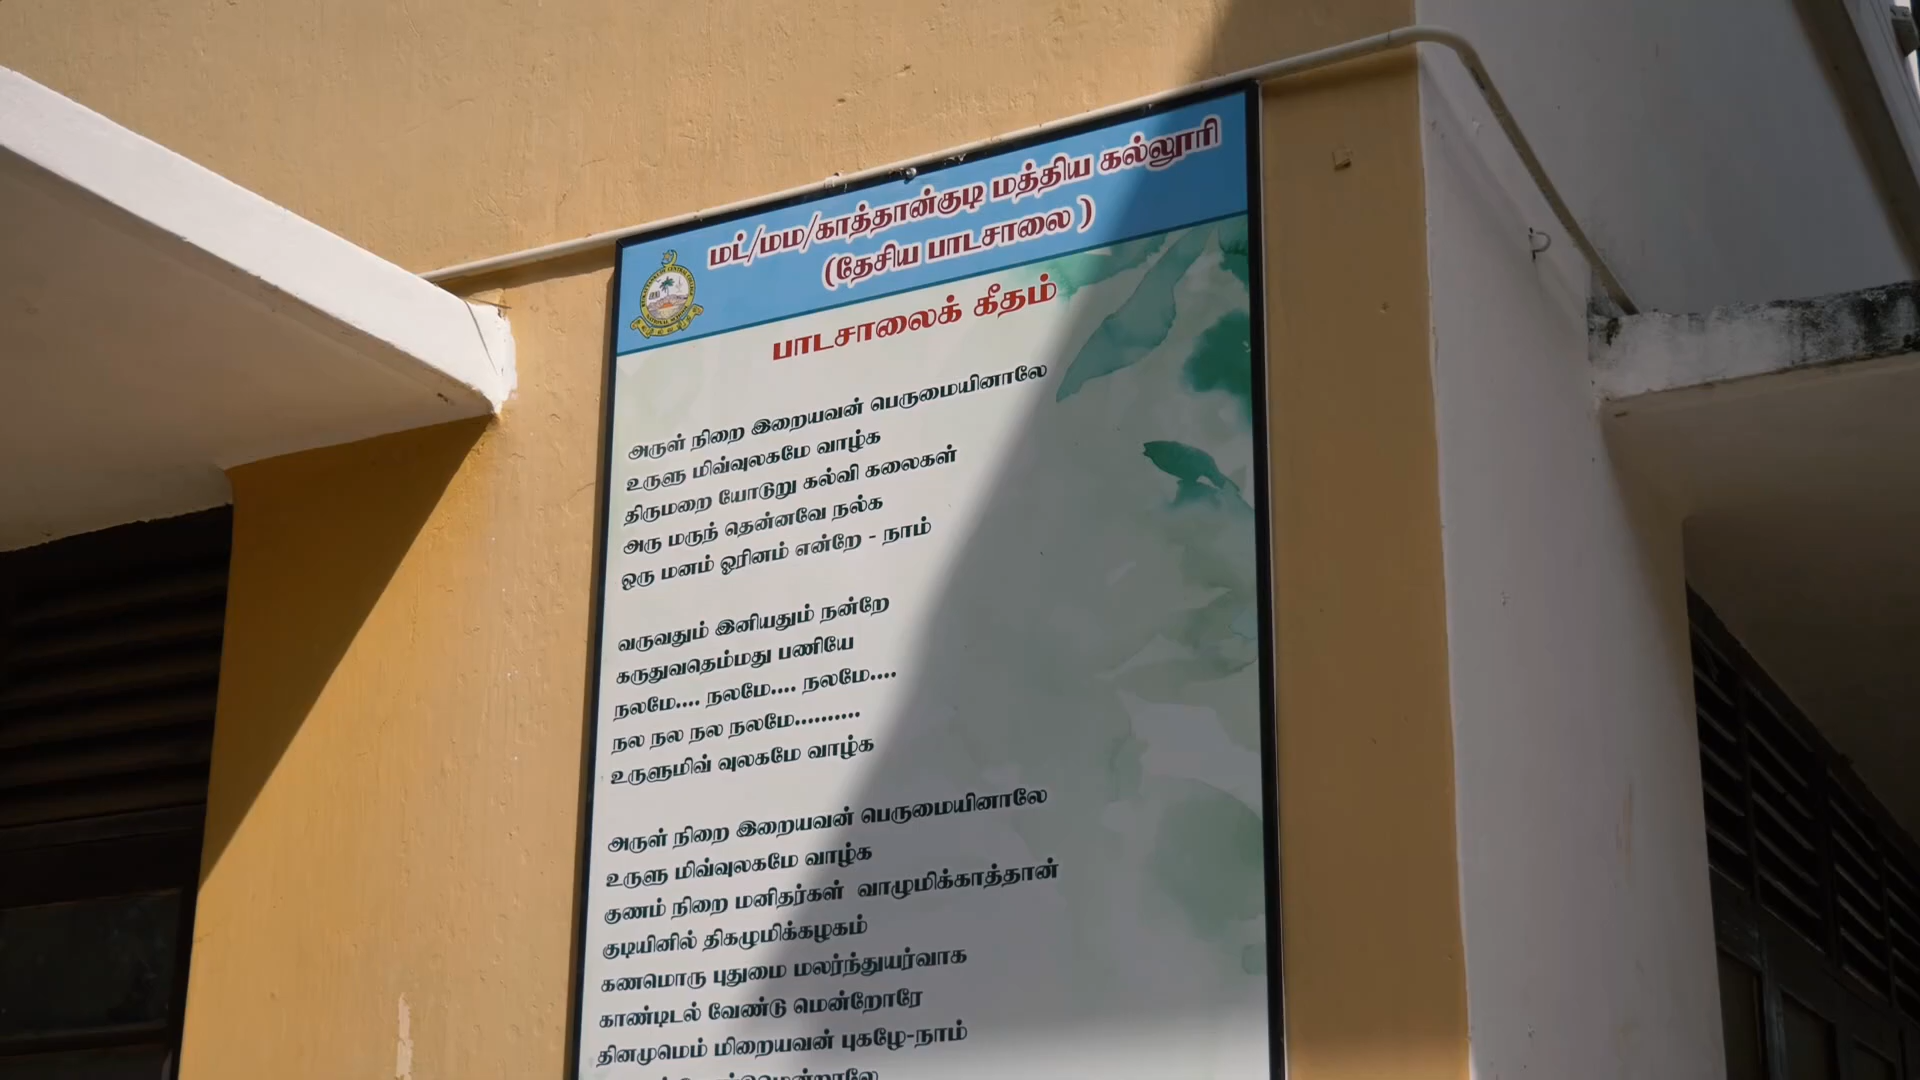 மட்/மம/காத்தான்குடி மத்திய கல்லூரி
(தேசிய பாடசாலை )
பாடசாலைக் கீதம்
அருள் நிறை இறையவன் பெருமையினாலே
உருளு மிவ்வுலகமே வாழ்க
திருமறை யோடுறு கல்வி கலைகள்
அரு மருந் தென்னவே நல்க
ஒரு மனம் ஓரினம் என்றே - நாம்
வருவதும் இனியதும் நன்றே
கருதுவதெம்மது பணியே
நலமே.... நலமே.... நலமே....
நல நல நல நலமே..........
உருளுமிவ் வுலகமே வாழ்க
அருள் நிறை இறையவன் பெருமையினாலே
உருளு மிவ்வுலகமே வாழ்க
குணம் நிறை மனிதர்கள் வாழுமிக்காத்தான்
குடியினில் திகழுமிக்கழகம்
கணமொரு புதுமை மலர்ந்துயர்வாக
காண்டிடல் வேண்டு மென்றோரே
தினமுமெம் மிறையவன் புகழே-நாம்